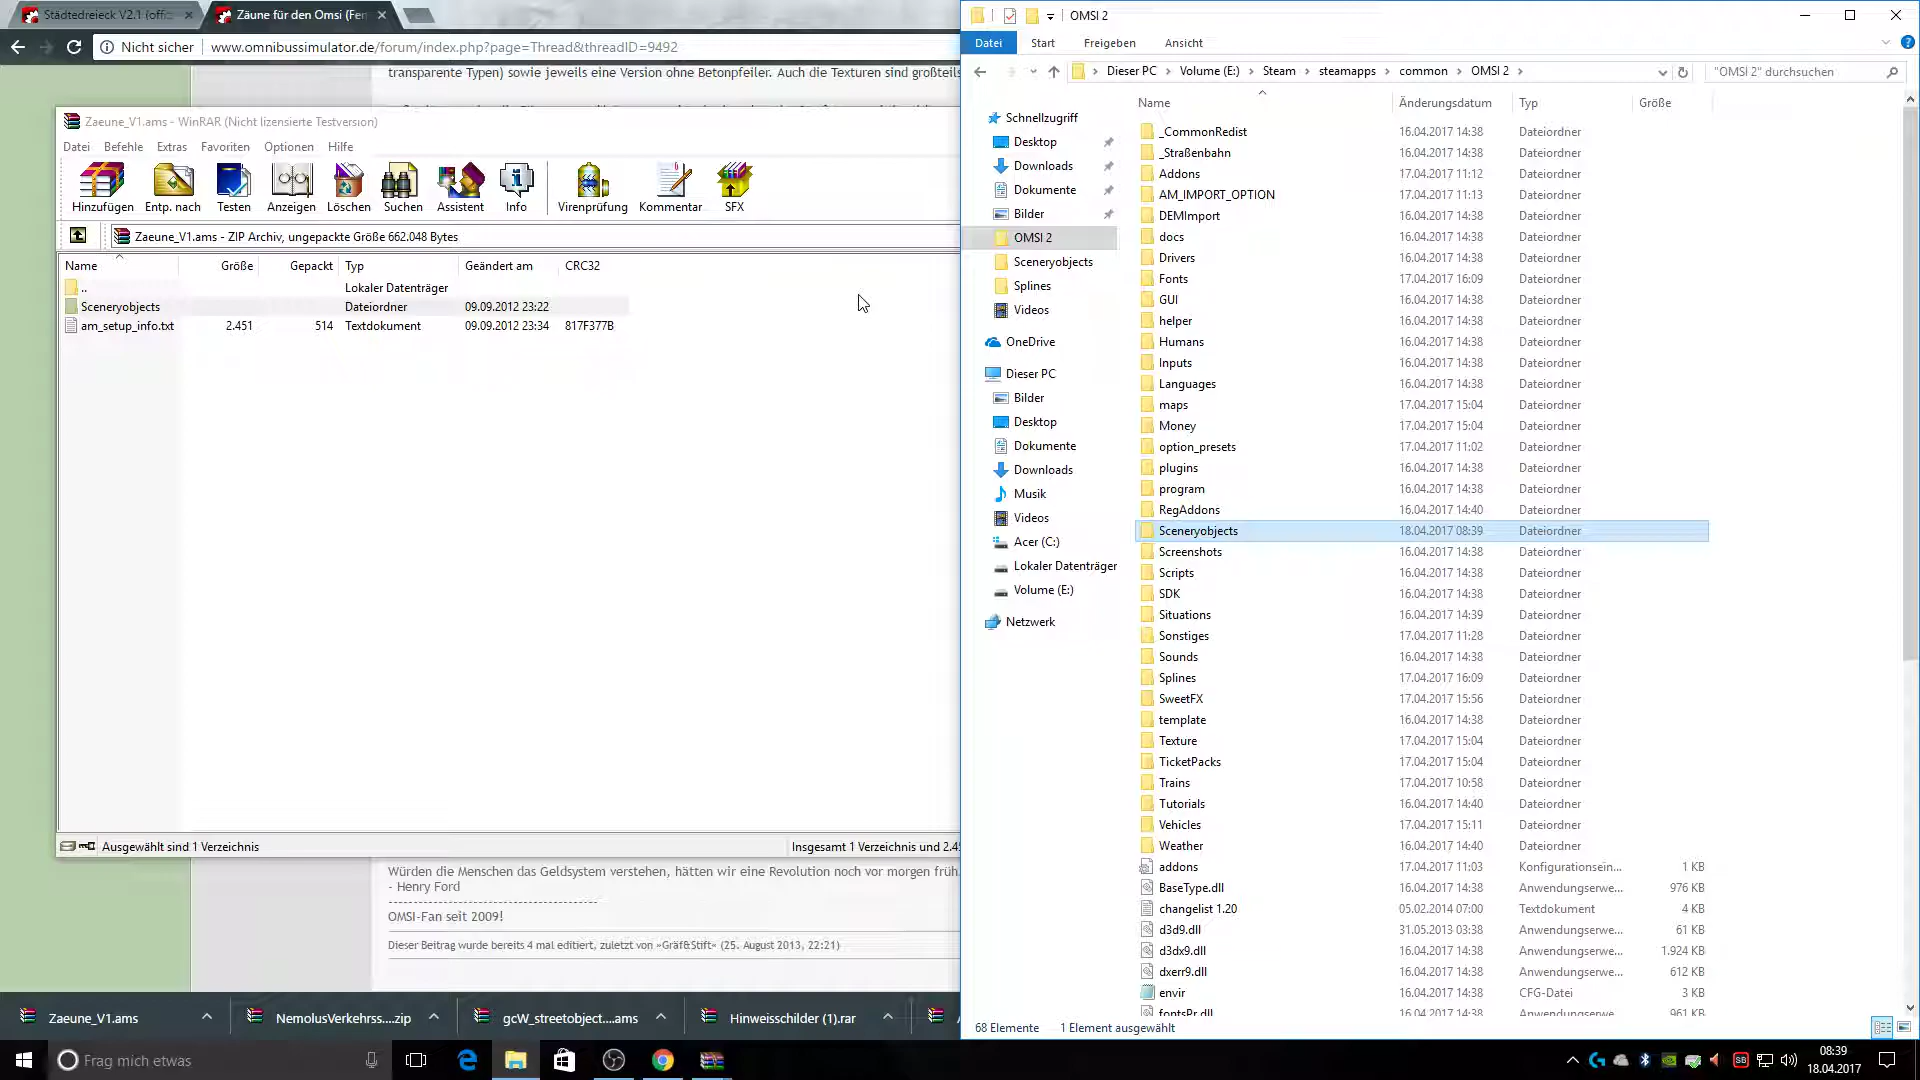 Städtedreieck V2.1 (offi
Zäune für den Omsi (Fen
Nicht sicher
www.omnibussimulator.de/forum/index.php?page=Thread&threadID=9492
transparente Typen) sowie jeweils eine Version ohne Betonpfeiler. Auch die Texturen sind großteils
Zaeune_V1.ams - WinRAR (Nicht lizensierte Testversion)
Datei Befehle Extras Favoriten Optionen Hilfe
Hinzufügen Entp. nach Testen Anzeigen Löschen Suchen Assistent Info Virenprüfung Kommentar SFX
Zaeune_V1.ams - ZIP Archiv, ungepackte Größe 662.048 Bytes
Name Größe Gepackt Typ Geändert am CRC32
.. Lokaler Datenträger
Sceneryobjects Dateiordner 09.09.2012 23:22
am_setup_info.txt 2.451 514 Textdokument 09.09.2012 23:34 817F377B
Ausgewählt sind 1 Verzeichnis
Insgesamt 1 Verzeichnis und 2.45
Würden die Menschen das Geldsystem verstehen, hätten wir eine Revolution noch vor morgen früh.
- Henry Ford
OMSI-Fan seit 2009!
Dieser Beitrag wurde bereits 4 mal editiert, zuletzt von »Gräf&Stift« (25. August 2013, 22:21)
Zaeune_V1.ams
NemolusVerkehrss....zip
gcW_streetobject....ams
Hinweisschilder (1).rar
OMSI 2
Datei Start Freigeben Ansicht
Dieser PC Volume (E:) Steam steamapps common OMSI 2
"OMSI 2" durchsuchen
Schnellzugriff
Desktop
Downloads
Dokumente
Bilder
OMSI 2
Sceneryobjects
Splines
Videos
OneDrive
Dieser PC
Bilder
Desktop
Dokumente
Downloads
Musik
Videos
Acer (C:)
Lokaler Datenträger
Volume (E:)
Netzwerk
Name Änderungsdatum Typ Größe
_CommonRedist 16.04.2017 14:38 Dateiordner
_Straßenbahn 16.04.2017 14:38 Dateiordner
Addons 17.04.2017 11:12 Dateiordner
AM_IMPORT_OPTION 17.04.2017 11:13 Dateiordner
DEMImport 16.04.2017 14:38 Dateiordner
docs 16.04.2017 14:38 Dateiordner
Drivers 16.04.2017 14:38 Dateiordner
Fonts 17.04.2017 16:09 Dateiordner
GUI 16.04.2017 14:38 Dateiordner
helper 16.04.2017 14:38 Dateiordner
Humans 16.04.2017 14:38 Dateiordner
Inputs 16.04.2017 14:38 Dateiordner
Languages 16.04.2017 14:38 Dateiordner
maps 17.04.2017 15:04 Dateiordner
Money 17.04.2017 15:04 Dateiordner
option_presets 17.04.2017 11:02 Dateiordner
plugins 16.04.2017 14:38 Dateiordner
program 16.04.2017 14:38 Dateiordner
RegAddons 16.04.2017 14:40 Dateiordner
Sceneryobjects 18.04.2017 08:39 Dateiordner
Screenshots 16.04.2017 14:38 Dateiordner
Scripts 16.04.2017 14:38 Dateiordner
SDK 16.04.2017 14:38 Dateiordner
Situations 16.04.2017 14:39 Dateiordner
Sonstiges 17.04.2017 11:28 Dateiordner
Sounds 16.04.2017 14:38 Dateiordner
Splines 17.04.2017 16:09 Dateiordner
SweetFX 17.04.2017 15:56 Dateiordner
template 16.04.2017 14:38 Dateiordner
Texture 17.04.2017 15:04 Dateiordner
TicketPacks 17.04.2017 15:04 Dateiordner
Trains 17.04.2017 10:58 Dateiordner
Tutorials 16.04.2017 14:40 Dateiordner
Vehicles 17.04.2017 15:11 Dateiordner
Weather 16.04.2017 14:40 Dateiordner
addons 17.04.2017 11:03 Konfigurationsein... 1 KB
BaseType.dll 16.04.2017 14:38 Anwendungserwe... 976 KB
changelist 1.20 05.02.2014 07:00 Textdokument 4 KB
d3d9.dll 31.05.2013 03:38 Anwendungserwe... 61 KB
d3dx9.dll 16.04.2017 14:38 Anwendungserwe... 1.924 KB
dxerr9.dll 16.04.2017 14:38 Anwendungserwe... 612 KB
envir 16.04.2017 14:38 CFG-Datei 3 KB
fontsPr.dll 16.04.2017 14:38 Anwendungserwe... 961 KB
68 Elemente 1 Element ausgewählt
Frag mich etwas
08:39
18.04.2017